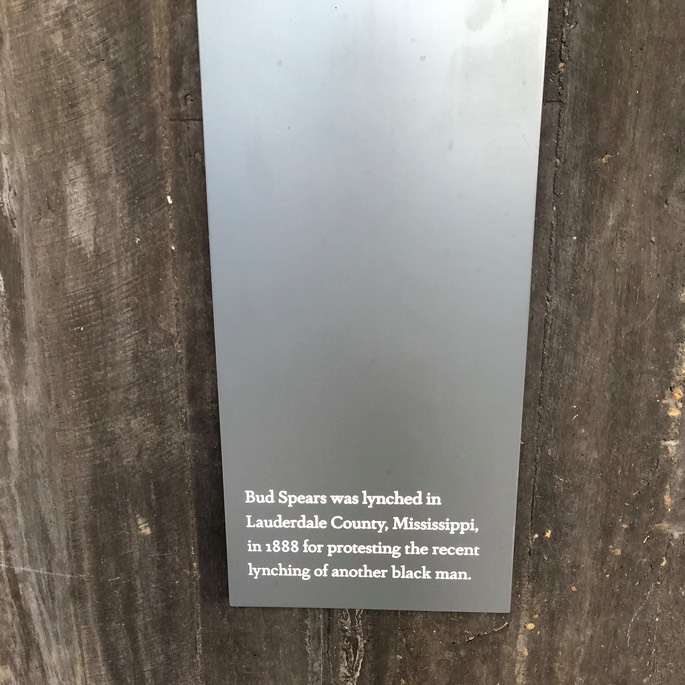 Bud Spears was lynched in
Lauderdale County, Mississippi,
in 1888 for protesting the recent
lynching of another black man.